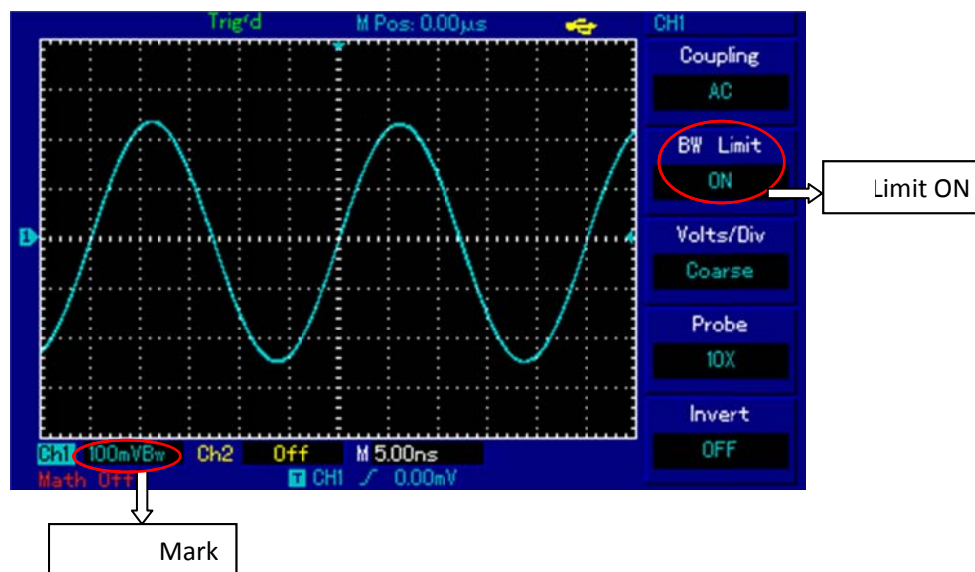 Trig'd M Pos: 0.00μs CH1
Coupling
AC
BW Limit
ON
Limit ON
1
Volts/Div
Coarse
Probe
10X
Invert
OFF
Ch1 100mVBw Ch2 Off M 5.00ns
Math Off T CH1 0.00mV
Mark